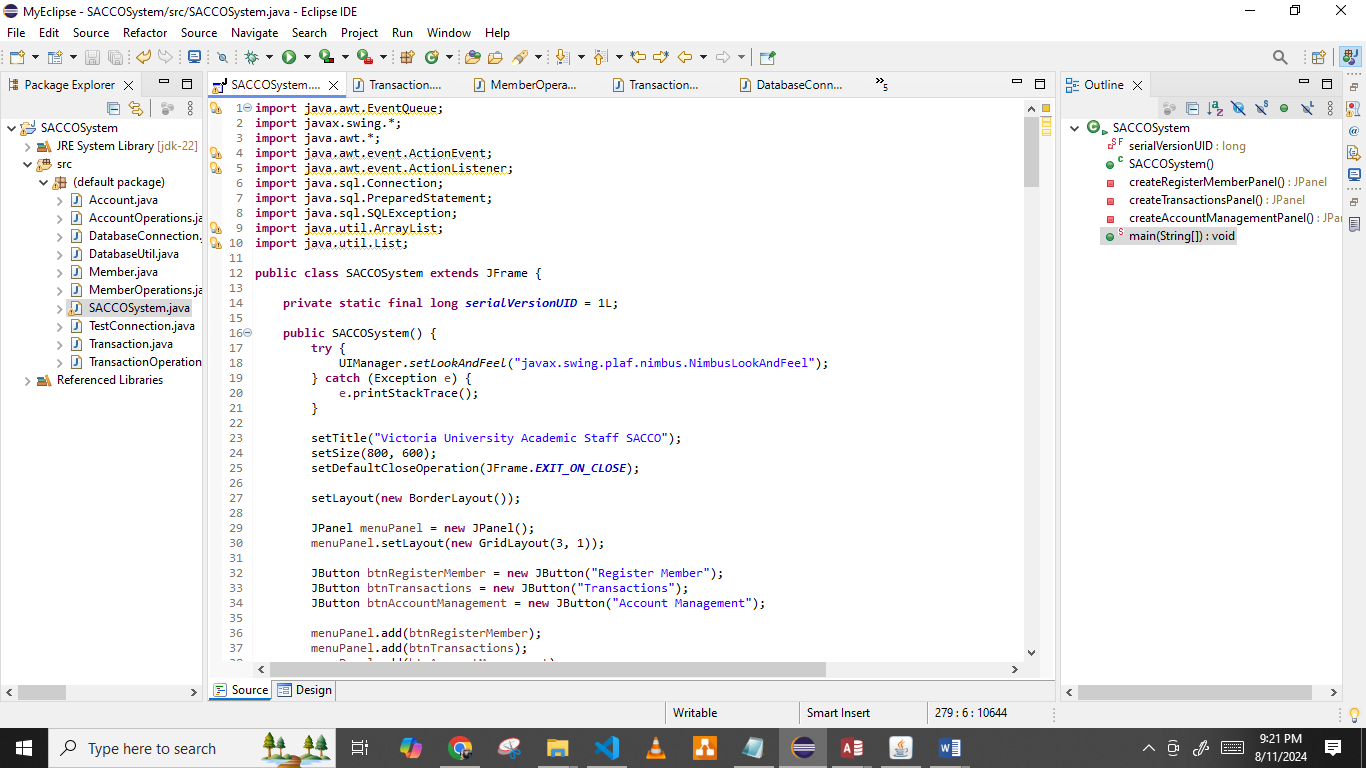 MyEclipse - SACCOSystem/src/SACCOSystem.java - Eclipse IDE
File Edit Source Refactor Source Navigate Search Project Run Window Help
Package Explorer
SACCOSystem
JRE System Library [jdk-22]
src
(default package)
Account.java
AccountOperations.ja
DatabaseConnection.
DatabaseUtil.java
Member.java
MemberOperations.ja
SACCOSystem.java
TestConnection.java
Transaction.java
TransactionOperation
Referenced Libraries
SACCOSystem.... Transaction.... MemberOpera... Transaction... DatabaseConn... »5
1 import java.awt.EventQueue;
2 import javax.swing.*;
3 import java.awt.*;
4 import java.awt.event.ActionEvent;
5 import java.awt.event.ActionListener;
6 import java.sql.Connection;
7 import java.sql.PreparedStatement;
8 import java.sql.SQLException;
9 import java.util.ArrayList;
10 import java.util.List;
11
12 public class SACCOSystem extends JFrame {
13
14 private static final long serialVersionUID = 1L;
15
16 public SACCOSystem() {
17 try {
18 UIManager.setLookAndFeel("javax.swing.plaf.nimbus.NimbusLookAndFeel");
19 } catch (Exception e) {
20 e.printStackTrace();
21 }
22
23 setTitle("Victoria University Academic Staff SACCO");
24 setSize(800, 600);
25 setDefaultCloseOperation(JFrame.EXIT_ON_CLOSE);
26
27 setLayout(new BorderLayout());
28
29 JPanel menuPanel = new JPanel();
30 menuPanel.setLayout(new GridLayout(3, 1));
31
32 JButton btnRegisterMember = new JButton("Register Member");
33 JButton btnTransactions = new JButton("Transactions");
34 JButton btnAccountManagement = new JButton("Account Management");
35
36 menuPanel.add(btnRegisterMember);
37 menuPanel.add(btnTransactions);
Source Design
Outline
SACCOSystem
serialVersionUID : long
SACCOSystem()
createRegisterMemberPanel() : JPanel
createTransactionsPanel() : JPanel
createAccountManagementPanel() : JPa
main(String[]) : void
Writable Smart Insert 279 : 6 : 10644
Type here to search
9:21 PM
8/11/2024